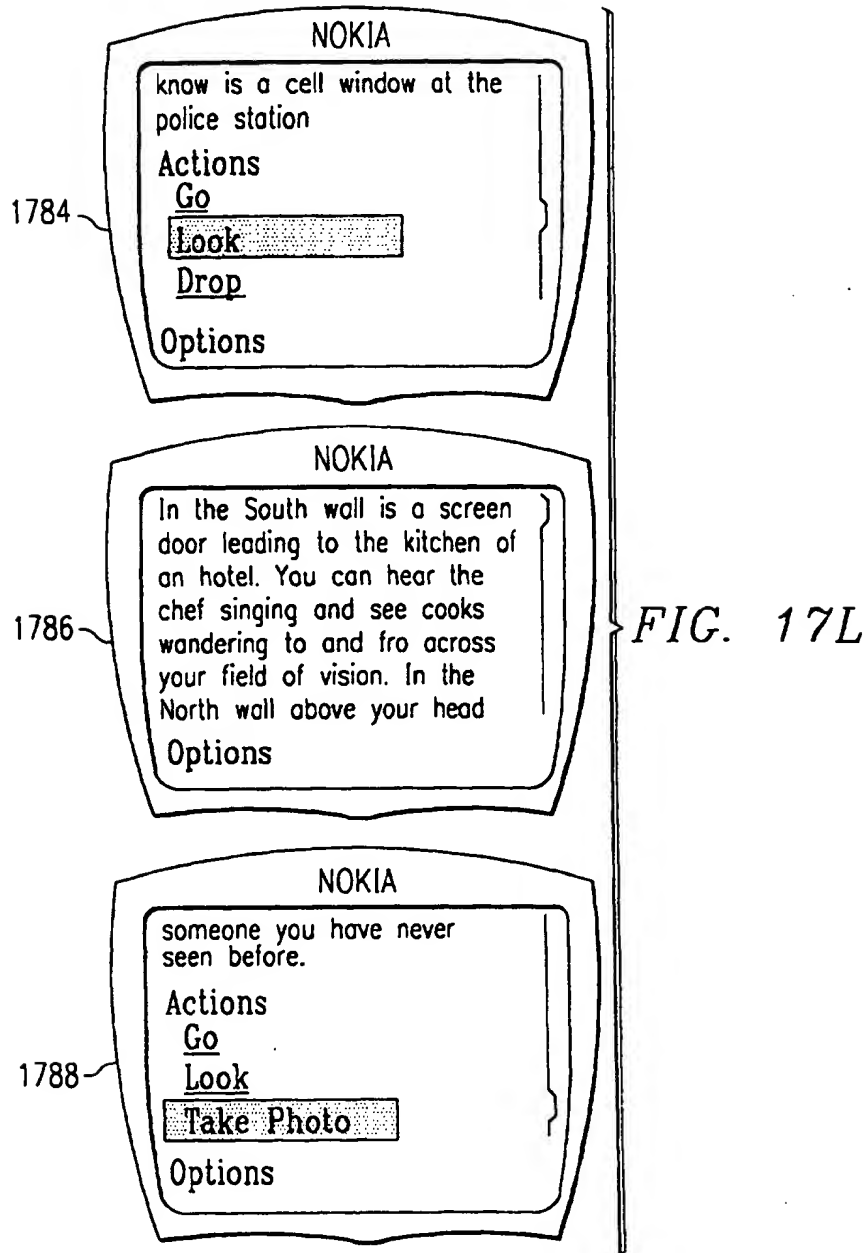 NOKIA
know is a cell window at the
police station
Actions
Go
Look
Drop
Options
1784
NOKIA
In the South wall is a screen
door leading to the kitchen of
an hotel. You can hear the
chef singing and see cooks
wandering to and fro across
your field of vision. In the
North wall above your head
Options
1786
FIG. 17L
NOKIA
someone you have never
seen before.
Actions
Go
Look
Take Photo
Options
1788